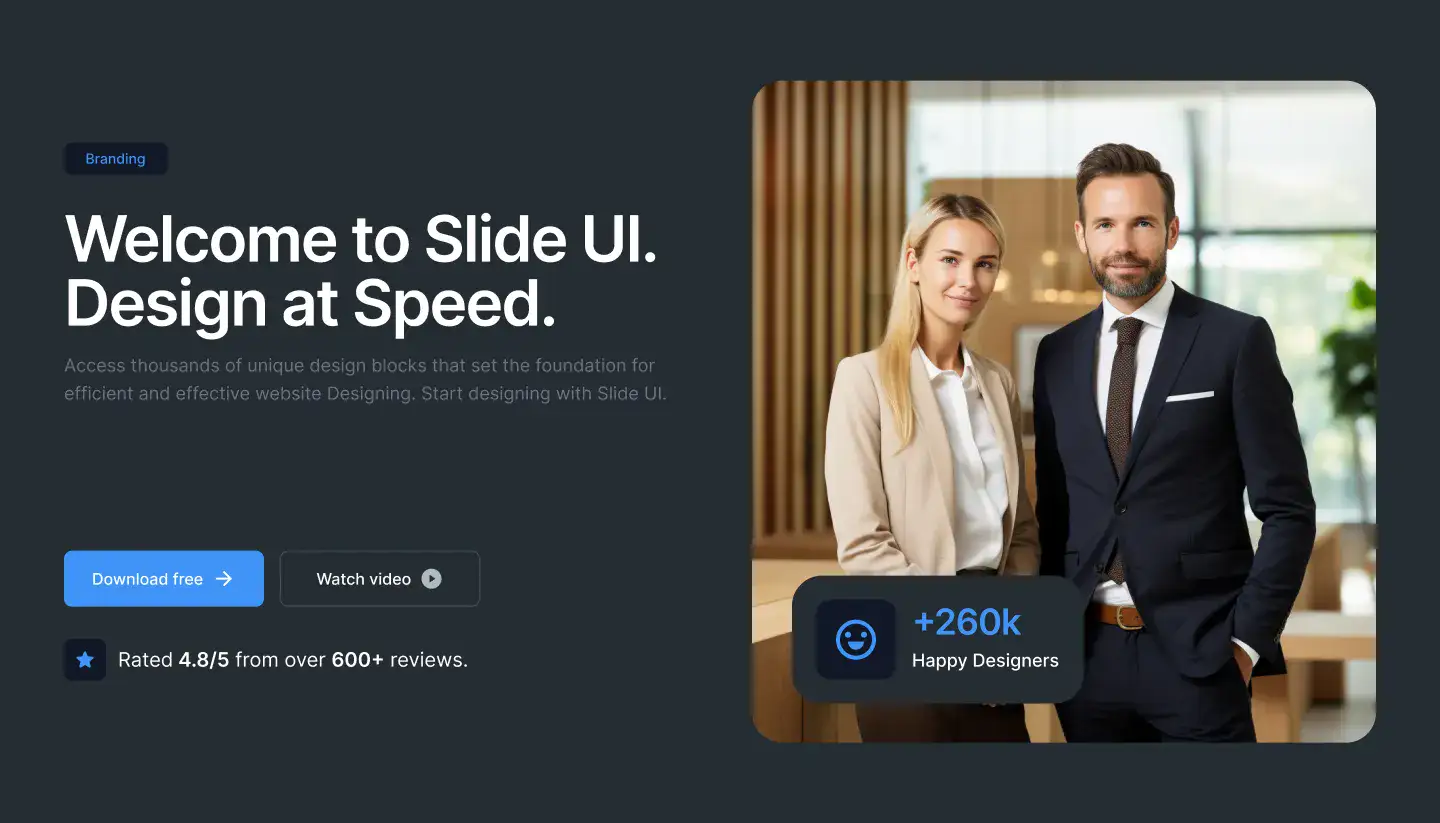 Branding
Welcome to Slide UI.
Design at Speed.
Access thousands of unique design blocks that set the foundation for
efficient and effective website Designing. Start designing with Slide UI.
Download free
Watch video
Rated 4.8/5 from over 600+ reviews.
+260k
Happy Designers